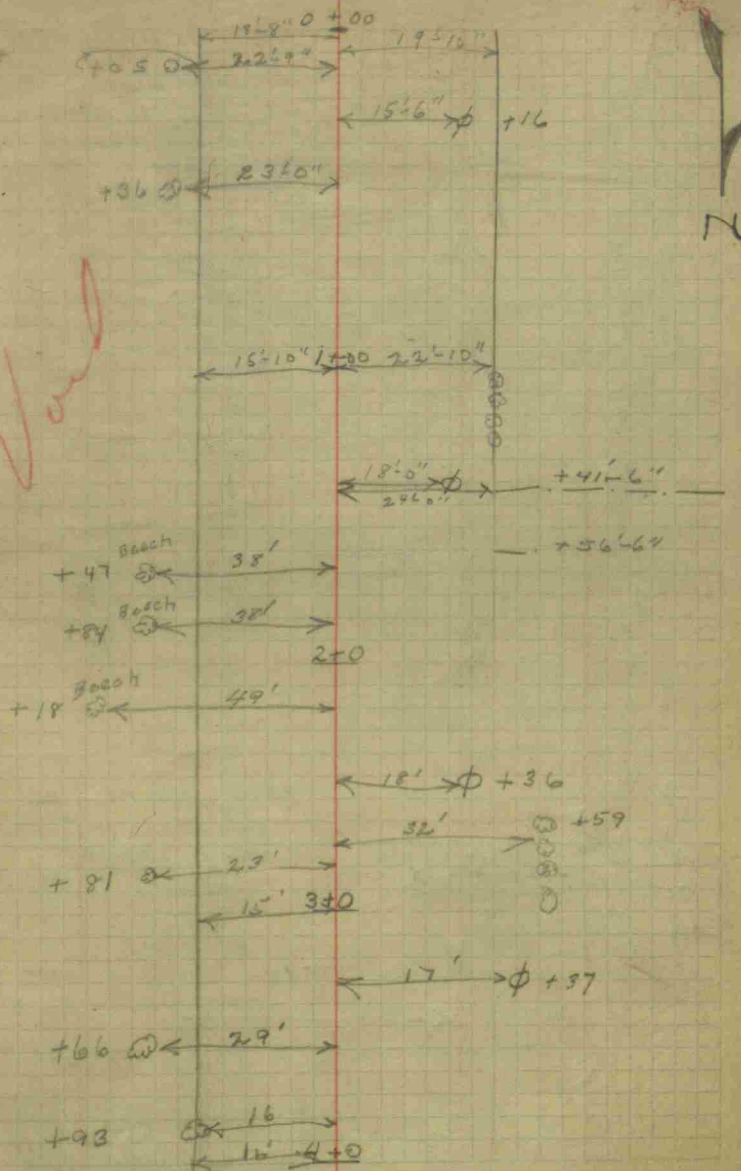 0 + 00
18'-8" 19'-10"
+05 22'-9"
15'-6" ϕ +16
+36 23'-0"
15'-10" 1+00 22'-10"
18'-0" ϕ +41'-6"
24'-0"
+56'-6"
+47 Beech 38'
+84 Beech 38'
2+0
+18 Beech 49'
18' ϕ +36
32' +59
+81 23'
15' 3+0
17' ϕ +37
+66 29'
+93 16
16' 4+0
N